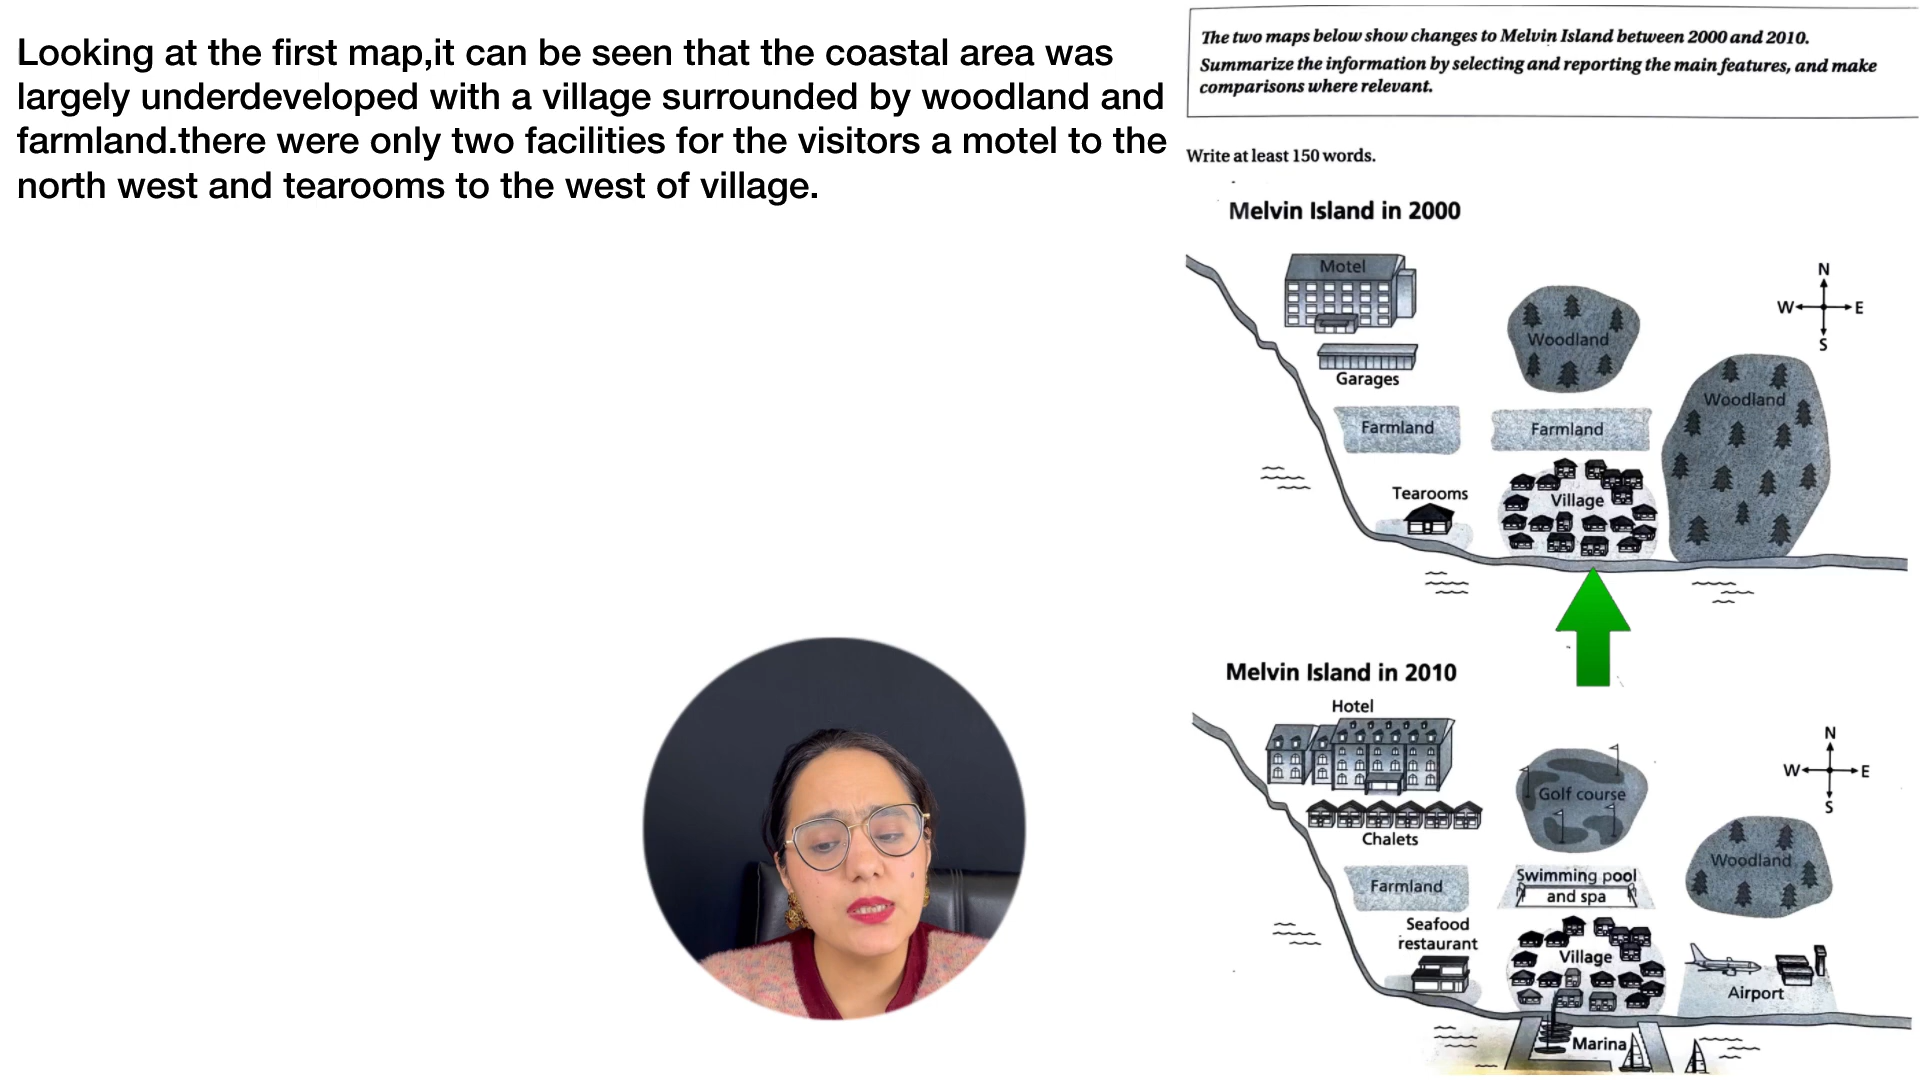 Looking at the first map,it can be seen that the coastal area was
largely underdeveloped with a village surrounded by woodland and
farmland.there were only two facilities for the visitors a motel to the
north west and tearooms to the west of village.
The two maps below show changes to Melvin Island between 2000 and 2010.
Summarize the information by selecting and reporting the main features, and make
comparisons where relevant.
Write at least 150 words.
Melvin Island in 2000
Motel
N
W E
S
Woodland
Garages
Woodland
Farmland
Farmland
Tearooms
Village
Melvin Island in 2010
Hotel
N
W E
S
Golf course
Chalets
Woodland
Farmland
Swimming pool
and spa
Seafood
restaurant
Village
Airport
Marina